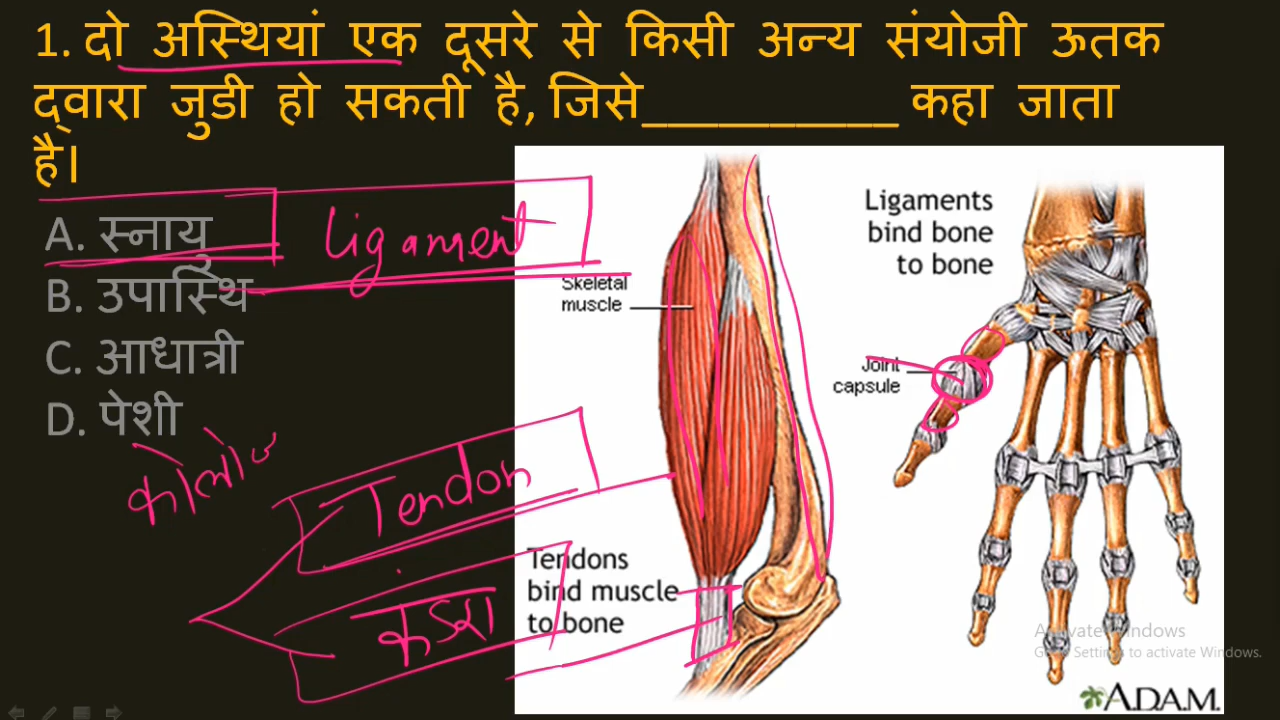 1. दो अस्थियां एक दूसरे से किसी अन्य संयोजी ऊतक
द्वारा जुडी हो सकती है, जिसे__________ कहा जाता
है।
A. स्नायु
Ligament
B. उपास्थि
C. आधात्री
D. पेशी
Skeletal
muscle
Ligaments
bind bone
to bone
Joint
capsule
Tendon
Tendons
bind muscle
to bone
Activate Windows
Go to Settings to activate Windows.
A.D.A.M.